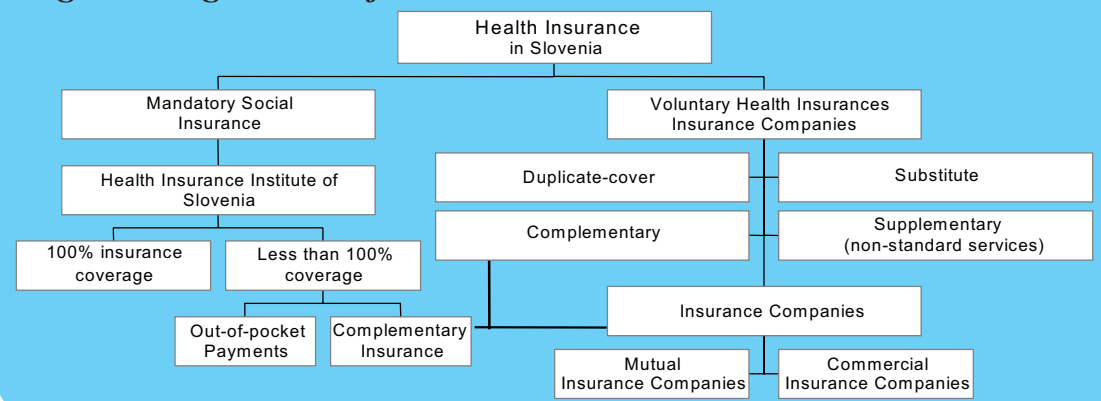 Health Insurance
in Slovenia
Mandatory Social
Insurance
Voluntary Health Insurances
Insurance Companies
Health Insurance Institute of
Slovenia
Duplicate-cover
Substitute
Complementary
Supplementary
(non-standard services)
100% insurance
coverage
Less than 100%
coverage
Insurance Companies
Out-of-pocket
Payments
Complementary
Insurance
Mutual
Insurance Companies
Commercial
Insurance Companies